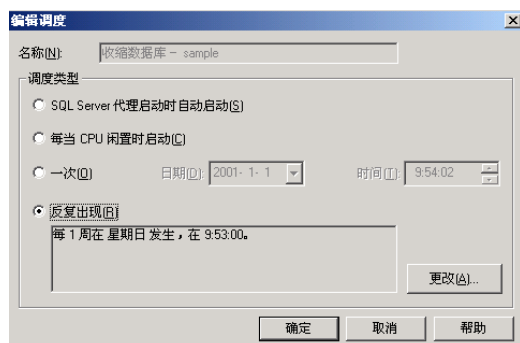 编辑调度
名称(N): 收缩数据库 - sample
调度类型
SQL Server 代理启动时自动启动(S)
每当 CPU 闲置时启动(C)
一次(O) 日期(D): 2001- 1- 1 时间(T): 9:54:02
反复出现(R)
每 1 周在 星期日 发生，在 9:53:00。
更改(A)...
确定 取消 帮助